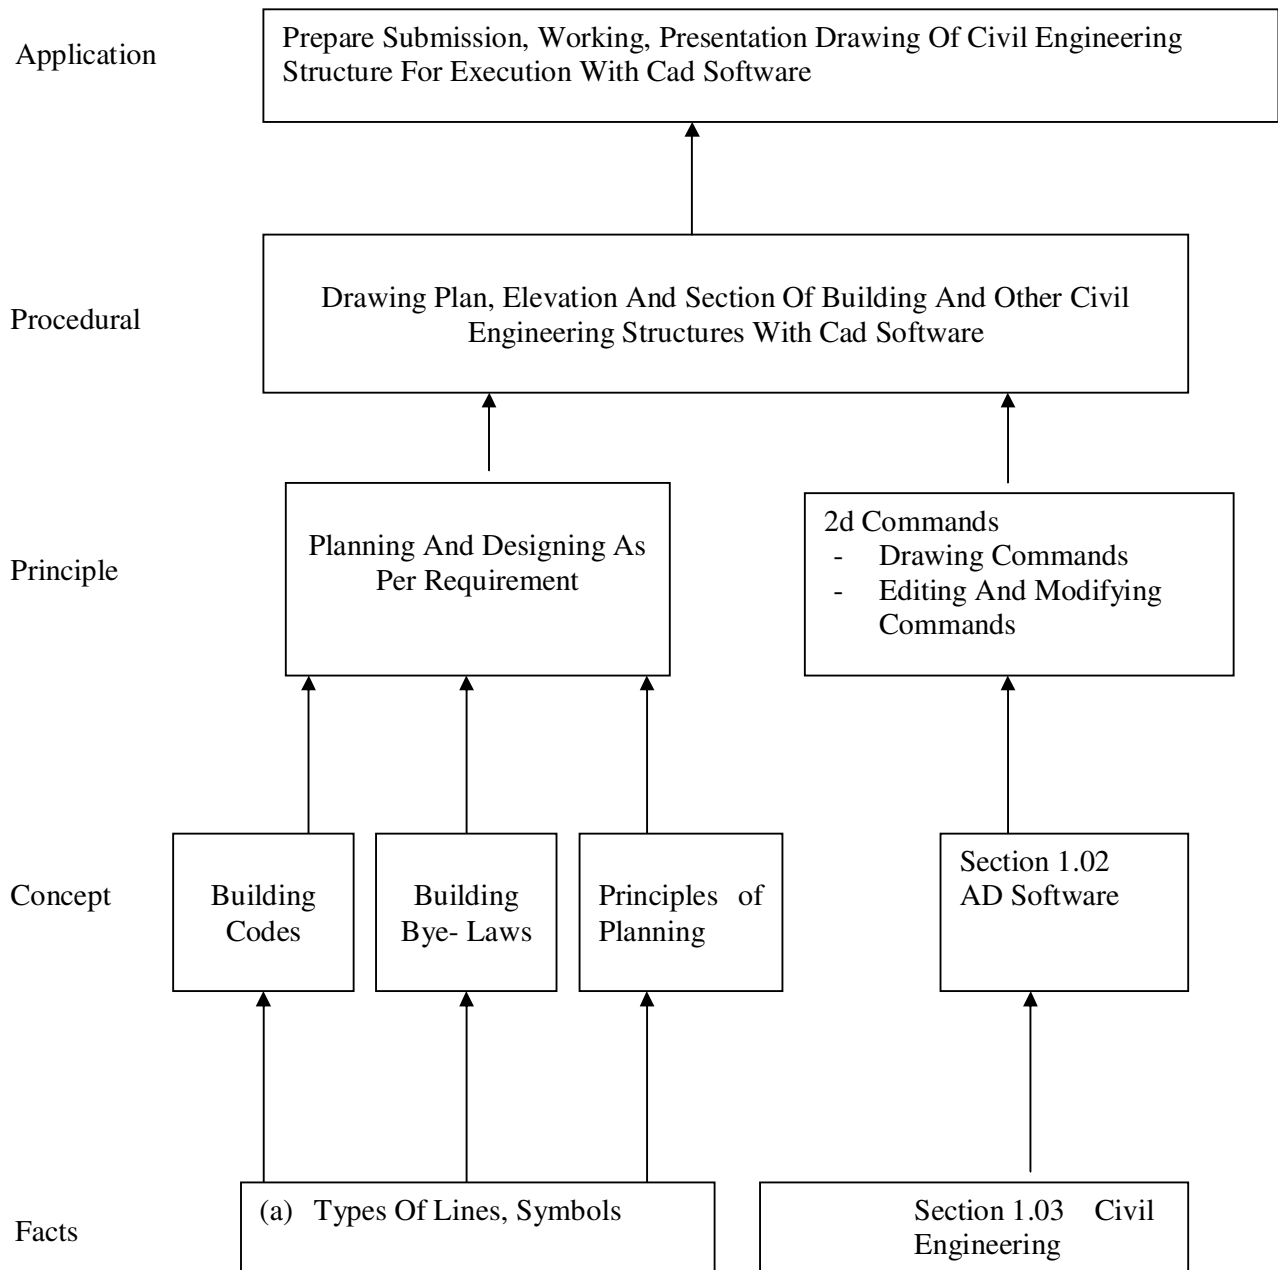 Application
Prepare Submission, Working, Presentation Drawing Of Civil Engineering
Structure For Execution With Cad Software
Procedural
Drawing Plan, Elevation And Section Of Building And Other Civil
Engineering Structures With Cad Software
Principle
Planning And Designing As
Per Requirement
2d Commands
- Drawing Commands
- Editing And Modifying
Commands
Concept
Building
Codes
Building
Bye- Laws
Principles of
Planning
Section 1.02
AD Software
Facts
(a) Types Of Lines, Symbols
Section 1.03 Civil
Engineering